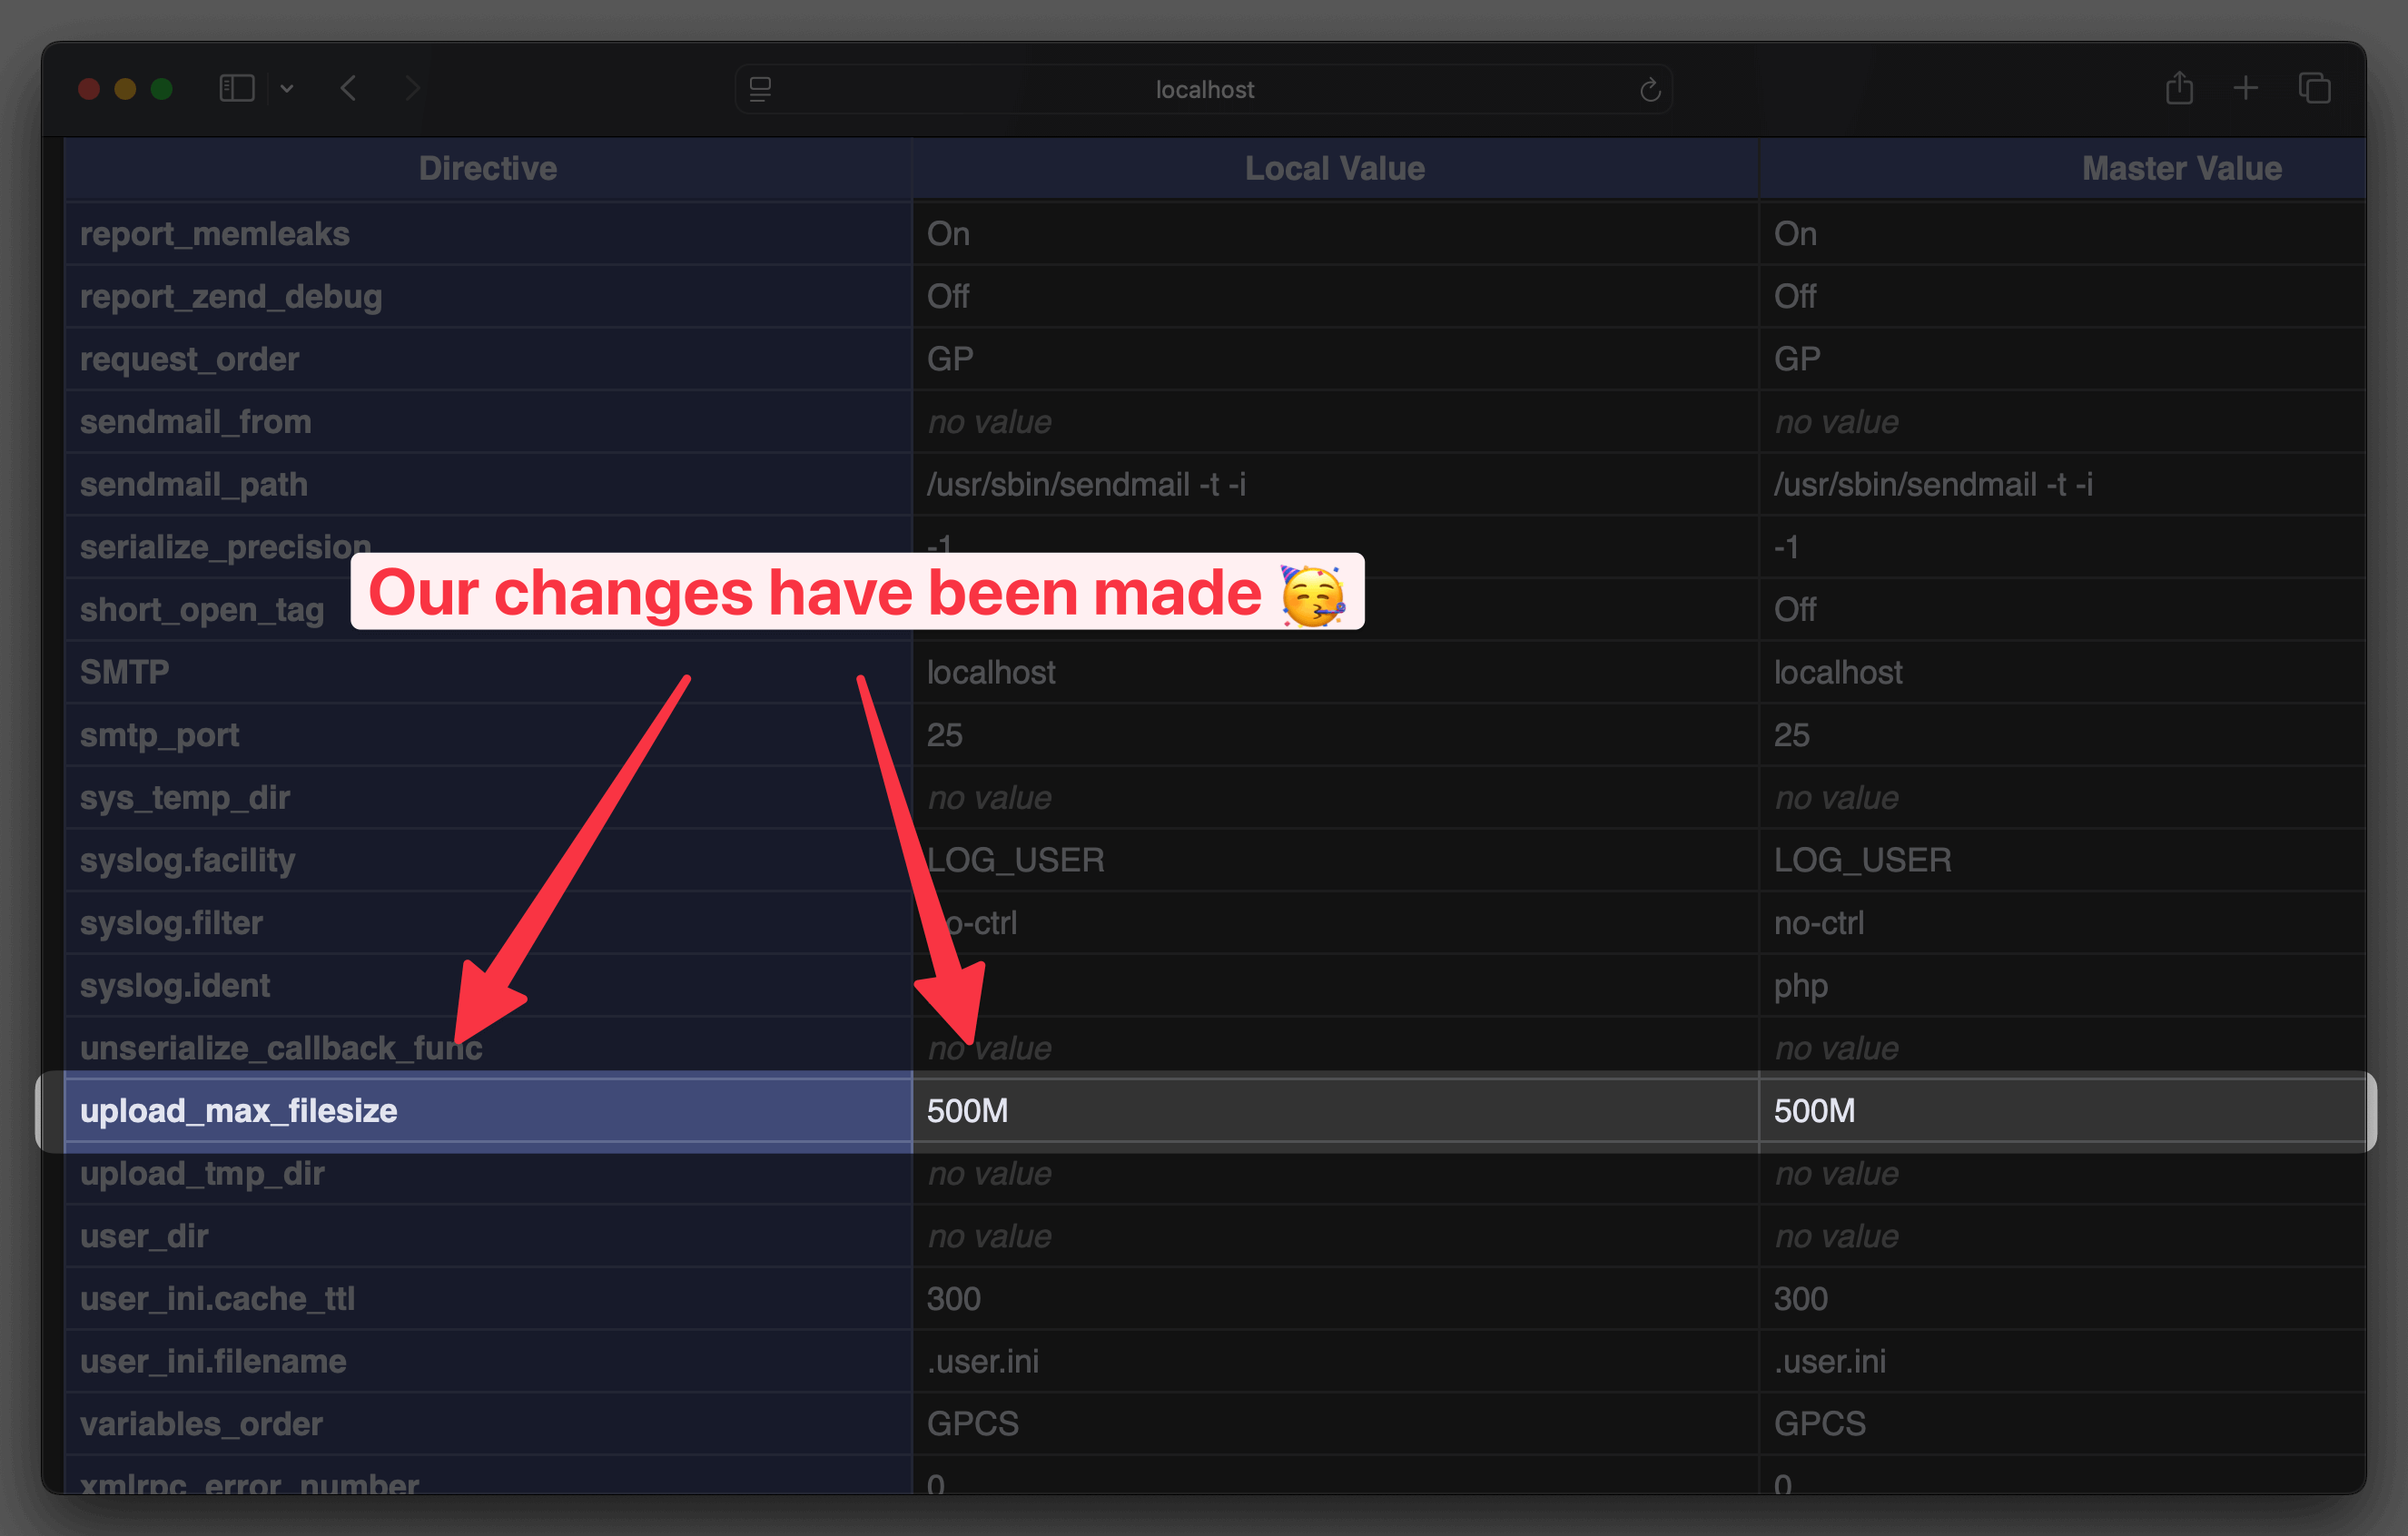 localhost
Directive Local Value Master Value
report_memleaks On On
report_zend_debug Off Off
request_order GP GP
sendmail_from no value no value
sendmail_path /usr/sbin/sendmail -t -i /usr/sbin/sendmail -t -i
serialize_precision -1 -1
Our changes have been made 🥳
short_open_tag Off
SMTP localhost localhost
smtp_port 25 25
sys_temp_dir no value no value
syslog.facility LOG_USER LOG_USER
syslog.filter no-ctrl no-ctrl
syslog.ident php
unserialize_callback_func no value no value
upload_max_filesize 500M 500M
upload_tmp_dir no value no value
user_dir no value no value
user_ini.cache_ttl 300 300
user_ini.filename .user.ini .user.ini
variables_order GPCS GPCS
xmlrpc_error_number 0 0